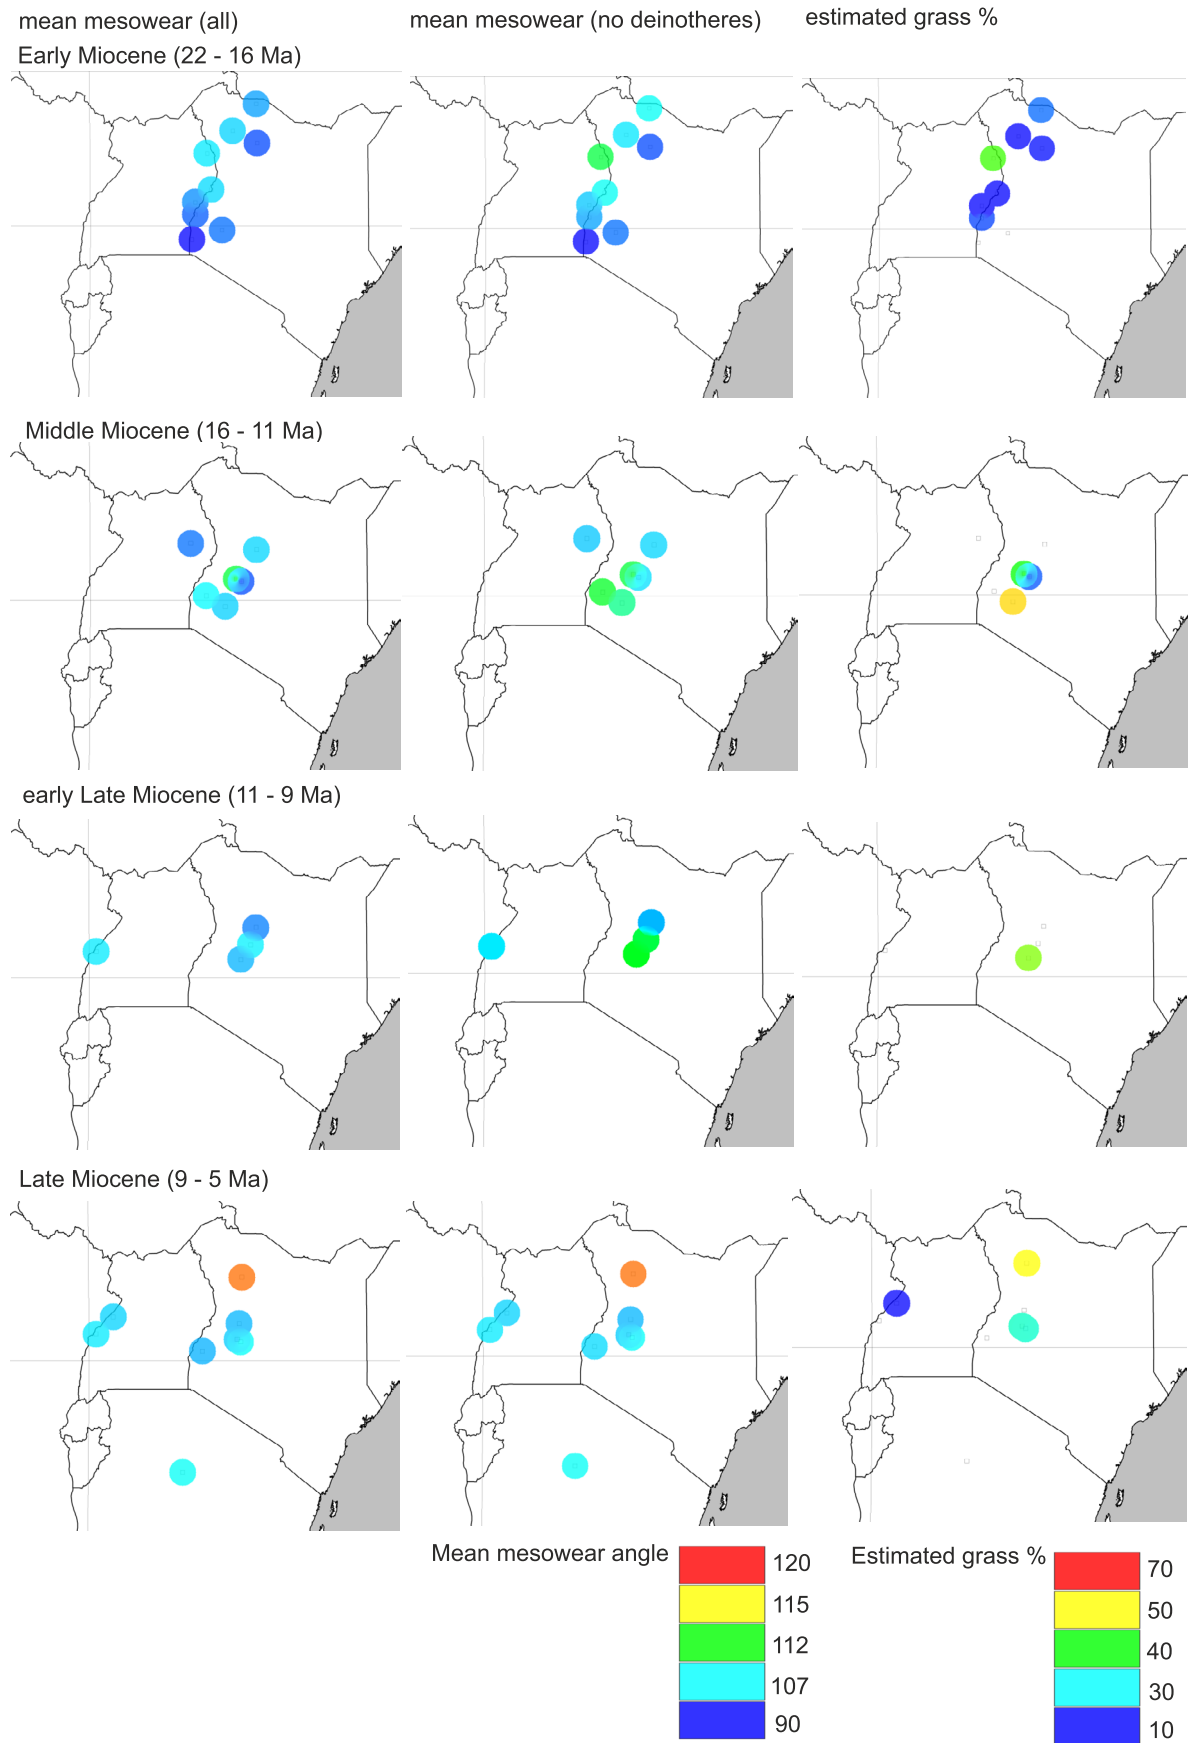 mean mesowear (all)
mean mesowear (no deinotheres)
estimated grass %
Early Miocene (22 - 16 Ma)
Middle Miocene (16 - 11 Ma)
early Late Miocene (11 - 9 Ma)
Late Miocene (9 - 5 Ma)
Mean mesowear angle
120
115
112
107
90
Estimated grass %
70
50
40
30
10